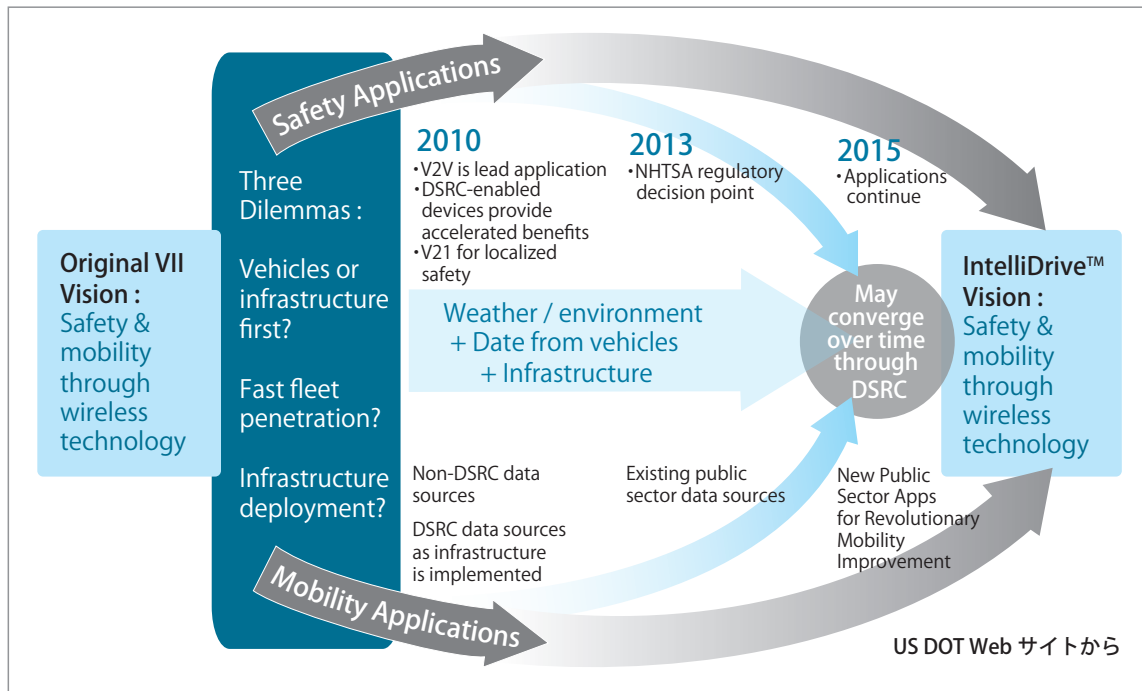 Safety Applications
Original VII
Vision :
Safety &
mobility
through
wireless
technology
Three
Dilemmas :
Vehicles or
infrastructure
first?
Fast fleet
penetration?
Infrastructure
deployment?
2010
・V2V is lead application
・DSRC-enabled
devices provide
accelerated benefits
・V21 for localized
safety
2013
・NHTSA regulatory
decision point
2015
・Applications
continue
Weather / environment
+ Date from vehicles
+ Infrastructure
May
converge
over time
through
DSRC
IntelliDrive™
Vision :
Safety &
mobility
through
wireless
technology
Non-DSRC data
sources
DSRC data sources
as infrastructure
is implemented
Existing public
sector data sources
New Public
Sector Apps
for Revolutionary
Mobility
Improvement
Mobility Applications
US DOT Web サイトから